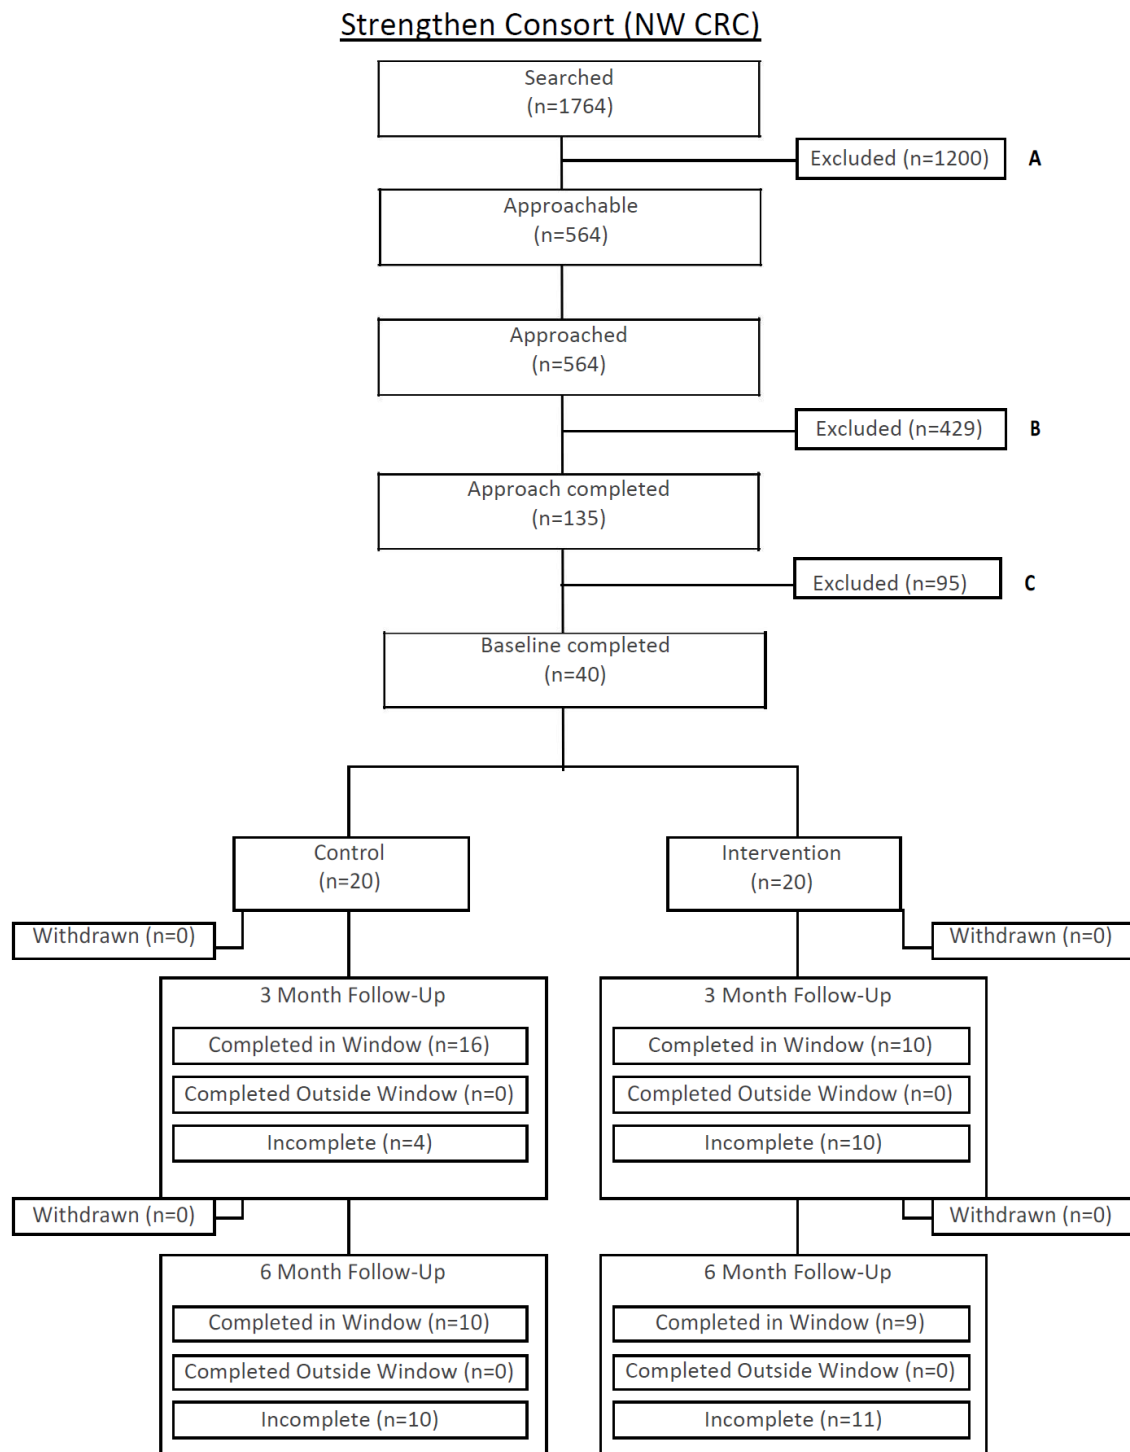 Strengthen Consort (NW CRC)
Searched
(n=1764)
Excluded (n=1200)
A
Approachable
(n=564)
Approached
(n=564)
Excluded (n=429)
B
Approach completed
(n=135)
Excluded (n=95)
C
Baseline completed
(n=40)
Control
(n=20)
Intervention
(n=20)
Withdrawn (n=0)
Withdrawn (n=0)
3 Month Follow-Up
Completed in Window (n=16)
Completed Outside Window (n=0)
Incomplete (n=4)
3 Month Follow-Up
Completed in Window (n=10)
Completed Outside Window (n=0)
Incomplete (n=10)
Withdrawn (n=0)
Withdrawn (n=0)
6 Month Follow-Up
Completed in Window (n=10)
Completed Outside Window (n=0)
Incomplete (n=10)
6 Month Follow-Up
Completed in Window (n=9)
Completed Outside Window (n=0)
Incomplete (n=11)